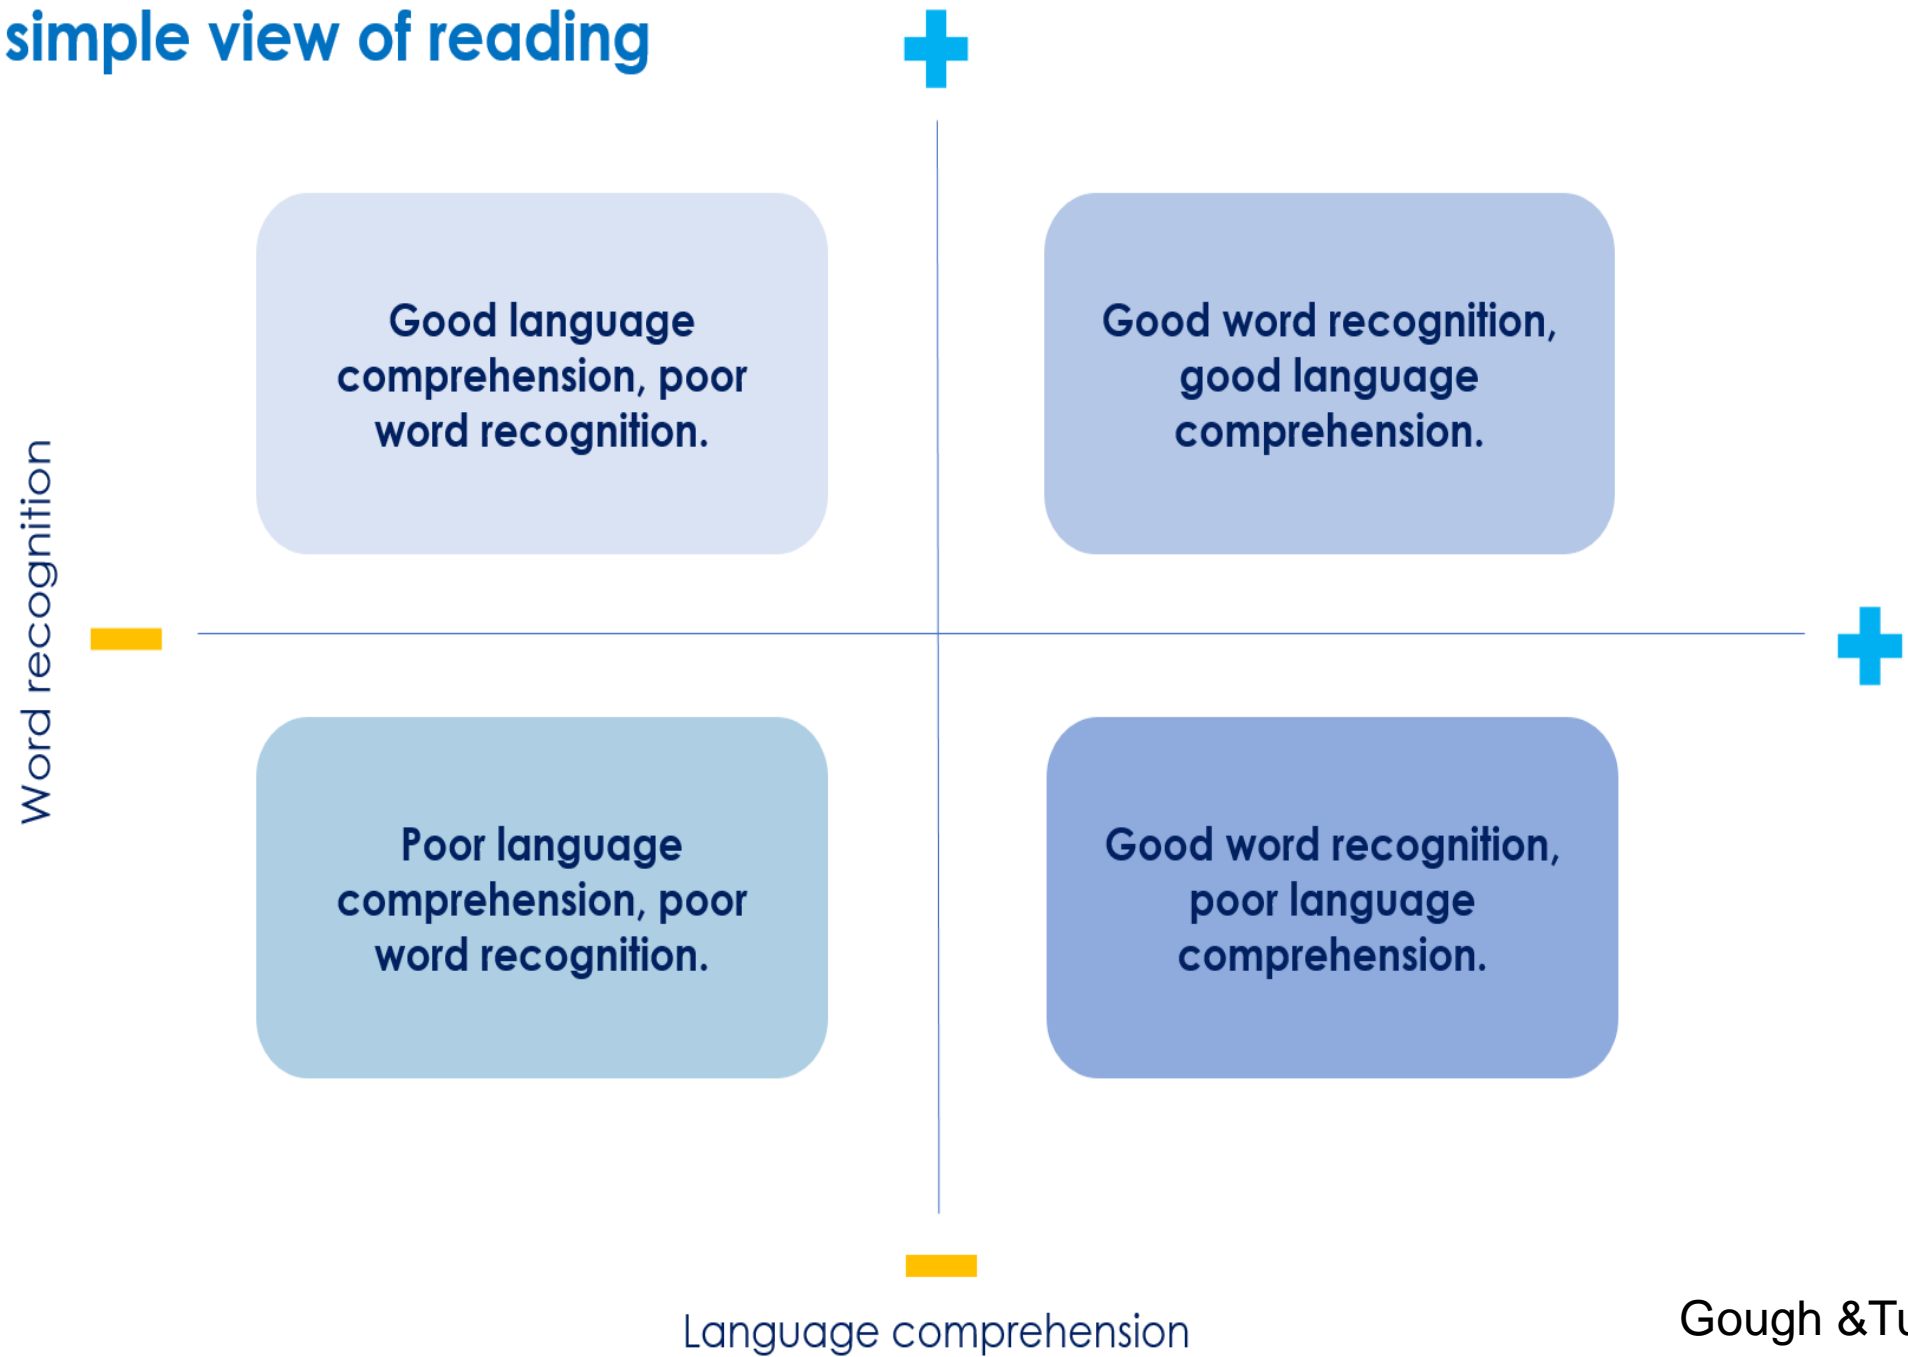 simple view of reading
Good language
comprehension, poor
word recognition.
Good word recognition,
good language
comprehension.
Word recognition
Poor language
comprehension, poor
word recognition.
Good word recognition,
poor language
comprehension.
Language comprehension
Gough &Tu